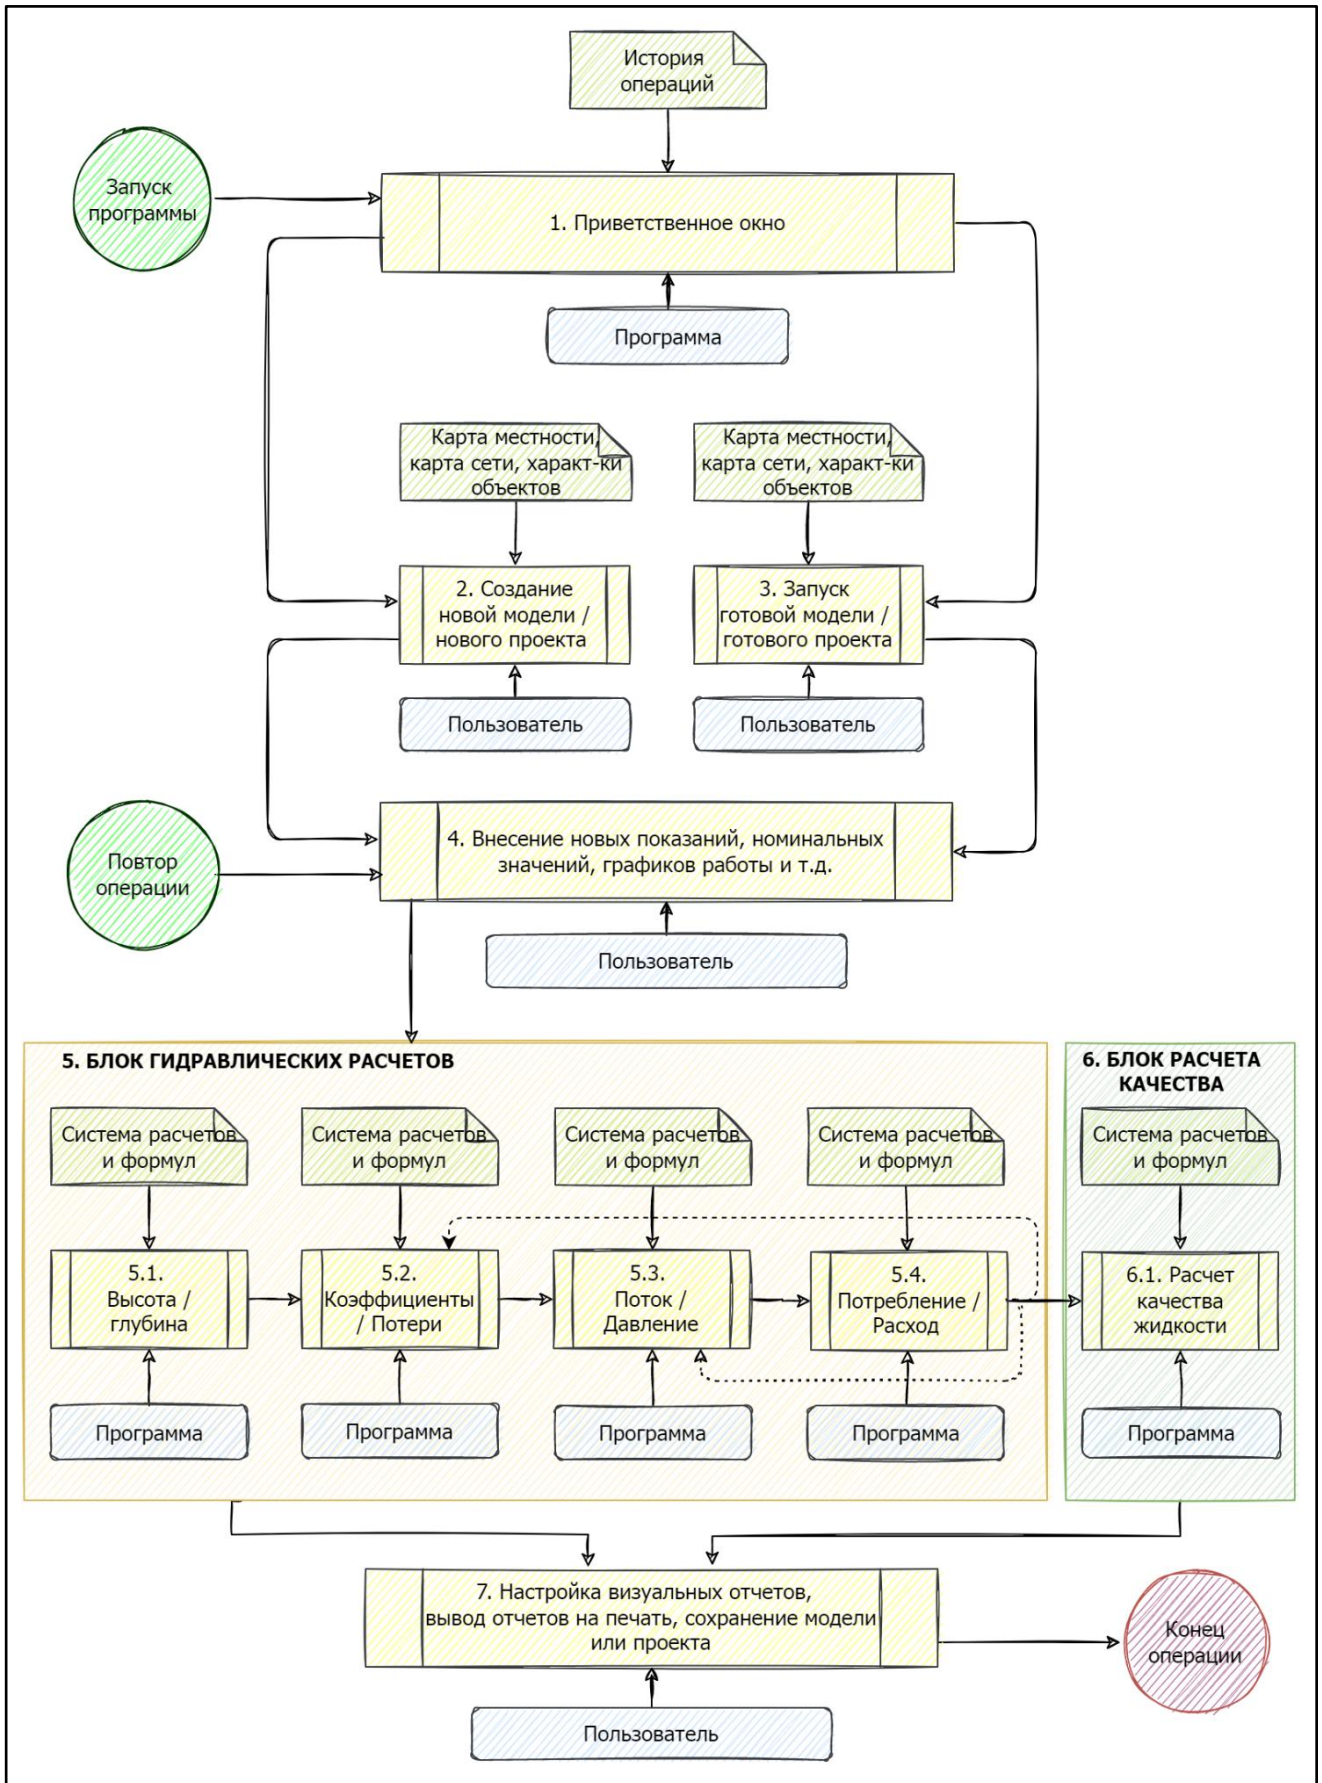 История
операций
Запуск
программы
1. Приветственное окно
Программа
Карта местности,
карта сети, характ-ки
объектов
Карта местности,
карта сети, характ-ки
объектов
2. Создание
новой модели /
нового проекта
3. Запуск
готовой модели /
готового проекта
Пользователь
Пользователь
Повтор
операции
4. Внесение новых показаний, номинальных
значений, графиков работы и т.д.
Пользователь
5. БЛОК ГИДРАВЛИЧЕСКИХ РАСЧЕТОВ
6. БЛОК РАСЧЕТА
КАЧЕСТВА
Система расчетов
и формул
Система расчетов
и формул
Система расчетов
и формул
Система расчетов
и формул
Система расчетов
и формул
5.1.
Высота /
глубина
5.2.
Коэффициенты
/ Потери
5.3.
Поток /
Давление
5.4.
Потребление /
Расход
6.1. Расчет
качества
жидкости
Программа
Программа
Программа
Программа
Программа
7. Настройка визуальных отчетов,
вывод отчетов на печать, сохранение модели
или проекта
Конец
операции
Пользователь